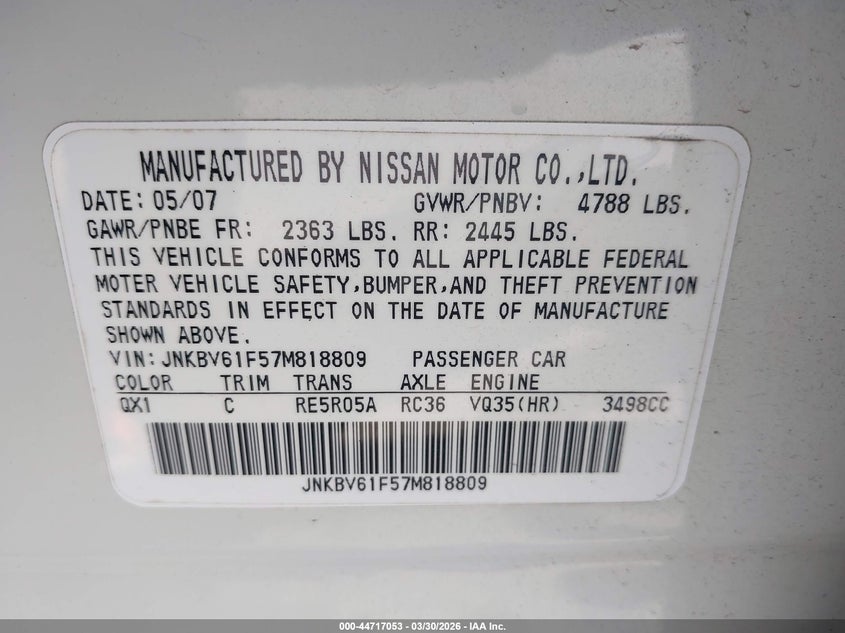 MANUFACTURED BY NISSAN MOTOR CO.,LTD.
DATE: 05/07 GVWR/PNBV: 4788 LBS.
GAWR/PNBE FR: 2363 LBS. RR: 2445 LBS.
THIS VEHICLE CONFORMS TO ALL APPLICABLE FEDERAL
MOTER VEHICLE SAFETY,BUMPER,AND THEFT PREVENTION
STANDARDS IN EFFECT ON THE DATE OF MANUFACTURE
SHOWN ABOVE.
VIN:JNKBV61F57M818809 PASSENGER CAR
COLOR TRIM TRANS AXLE ENGINE
QX1 C RE5R05A RC36 VQ35(HR) 3498CC
JNKBV61F57M818809
000-44717053 - 03/30/2026 - IAA Inc.